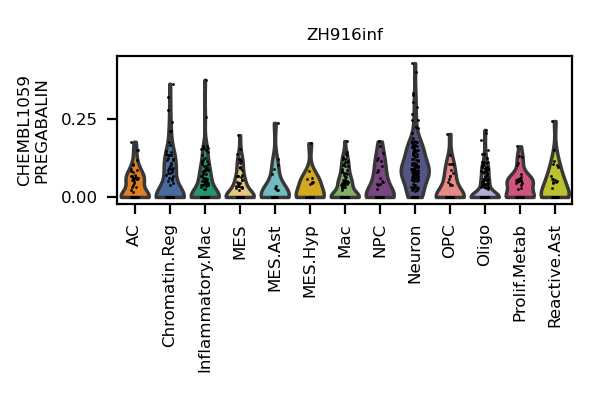 ZH916inf
CHEMBL1059
PREGABALIN
0.25
0.00
AC
Chromatin.Reg
Inflammatory.Mac
MES
MES.Ast
MES.Hyp
Mac
NPC
Neuron
OPC
Oligo
Prolif.Metab
Reactive.Ast